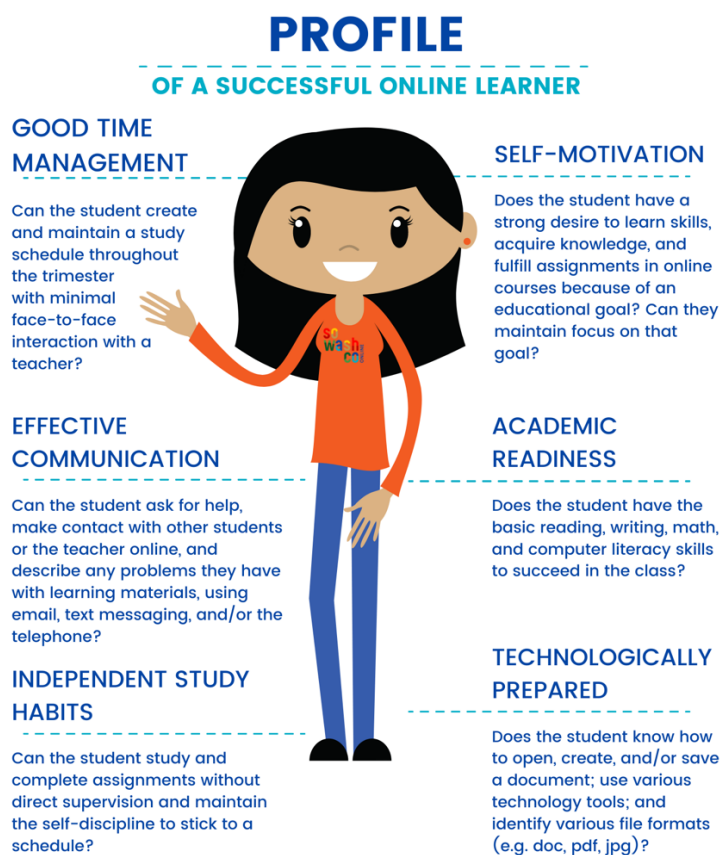 PROFILE
OF A SUCCESSFUL ONLINE LEARNER
GOOD TIME
MANAGEMENT
Can the student create
and maintain a study
schedule throughout
the trimester
with minimal
face-to-face
interaction with a
teacher?
SELF-MOTIVATION
Does the student have a
strong desire to learn skills,
acquire knowledge, and
fulfill assignments in online
courses because of an
educational goal? Can they
maintain focus on that
goal?
so
wash
co!
EFFECTIVE
COMMUNICATION
Can the student ask for help,
make contact with other students
or the teacher online, and
describe any problems they have
with learning materials, using
email, text messaging, and/or the
telephone?
ACADEMIC
READINESS
Does the student have the
basic reading, writing, math,
and computer literacy skills
to succeed in the class?
INDEPENDENT STUDY
HABITS
Can the student study and
complete assignments without
direct supervision and maintain
the self-discipline to stick to a
schedule?
TECHNOLOGICALLY
PREPARED
Does the student know how
to open, create, and/or save
a document; use various
technology tools; and
identify various file formats
(e.g. doc, pdf, jpg)?